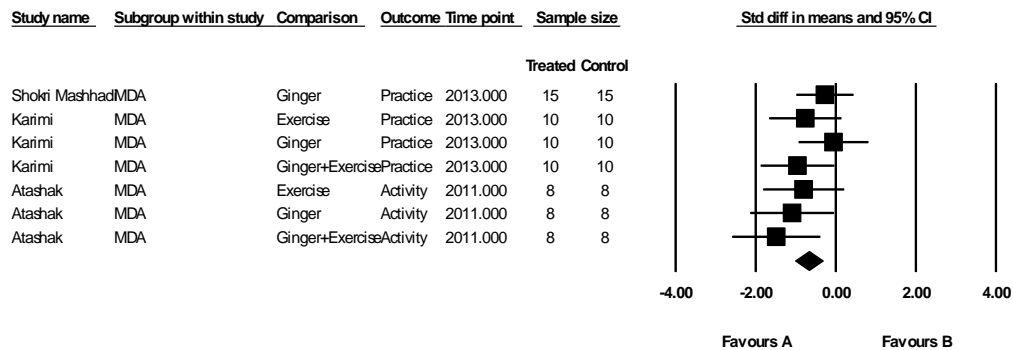 Study name Subgroup within study Comparison Outcome Time point Sample size Std diff in means and 95% CI
Treated Control
Shokri Mashhadi MDA Ginger Practice 2013.000 15 15
Karimi MDA Exercise Practice 2013.000 10 10
Karimi MDA Ginger Practice 2013.000 10 10
Karimi MDA Ginger+Exercise Practice 2013.000 10 10
Atashak MDA Exercise Activity 2011.000 8 8
Atashak MDA Ginger Activity 2011.000 8 8
Atashak MDA Ginger+Exercise Activity 2011.000 8 8
-4.00 -2.00 0.00 2.00 4.00
Favours A Favours B